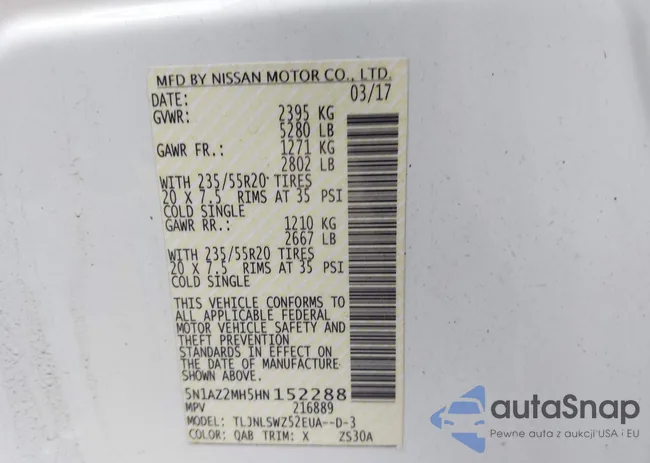 MFD BY NISSAN MOTOR CO., LTD.
DATE: 03/17
GVWR: 2395 KG
5280 LB
GAWR FR.: 1271 KG
2802 LB
WITH 235/55R20 TIRES
20 X 7.5 RIMS AT 35 PSI
COLD SINGLE
GAWR RR.: 1210 KG
2667 LB
WITH 235/55R20 TIRES
20 X 7.5 RIMS AT 35 PSI
COLD SINGLE
THIS VEHICLE CONFORMS TO
ALL APPLICABLE FEDERAL
MOTOR VEHICLE SAFETY AND
THEFT PREVENTION
STANDARDS IN EFFECT ON
THE DATE OF MANUFACTURE
SHOWN ABOVE.
5N1AZ2MH5HN152288
MPV 216889
MODEL: TLJNLSWZ52EUA--D-3
COLOR: QAB TRIM: X ZS30A
autoSnap
Pewne auta z aukcji USA i EU